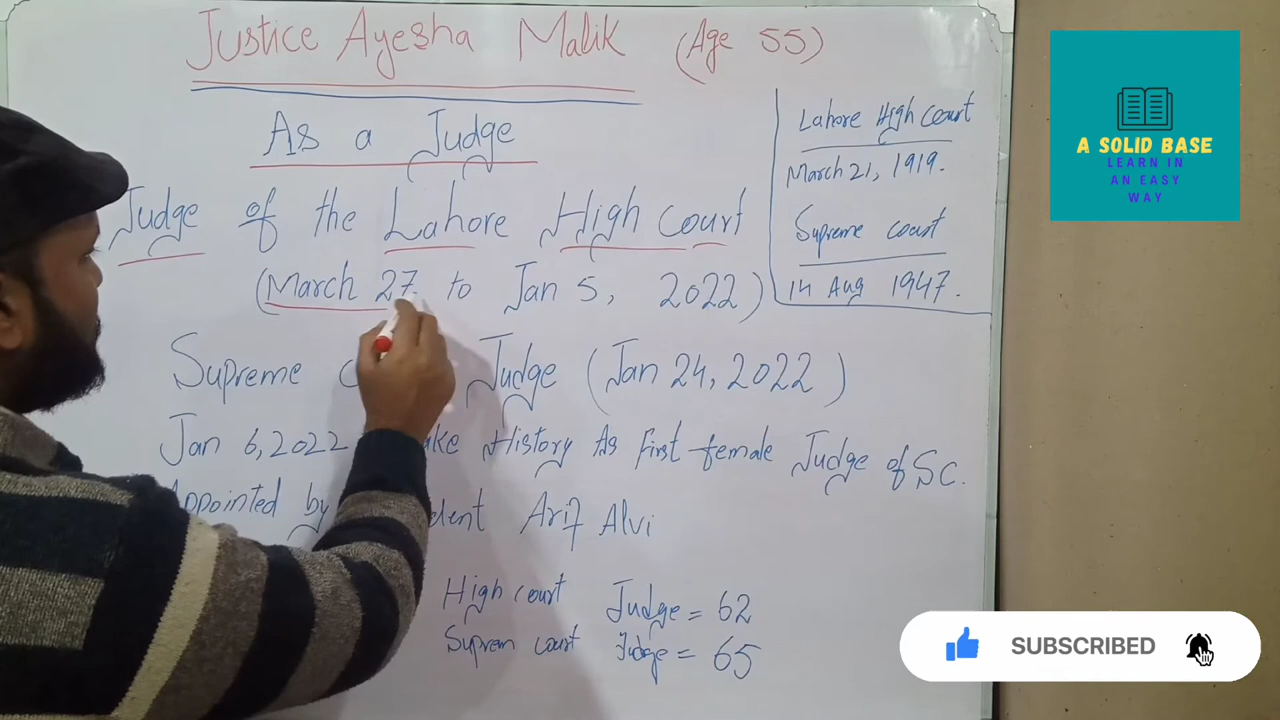 Justice Ayesha Malik (Age 55)
As a Judge
Judge of the Lahore High court
(March 27 to Jan 5, 2022)
Supreme Judge (Jan 24, 2022)
Jan 6, 2022 History As First female Judge of SC.
Appointed by Arif Alvi
High court Judge = 62
Suprem court Judge = 65
Lahore High court
March 21, 1919.
Supreme court
14 Aug 1947.
A SOLID BASE
LEARN IN
AN EASY
WAY
SUBSCRIBED